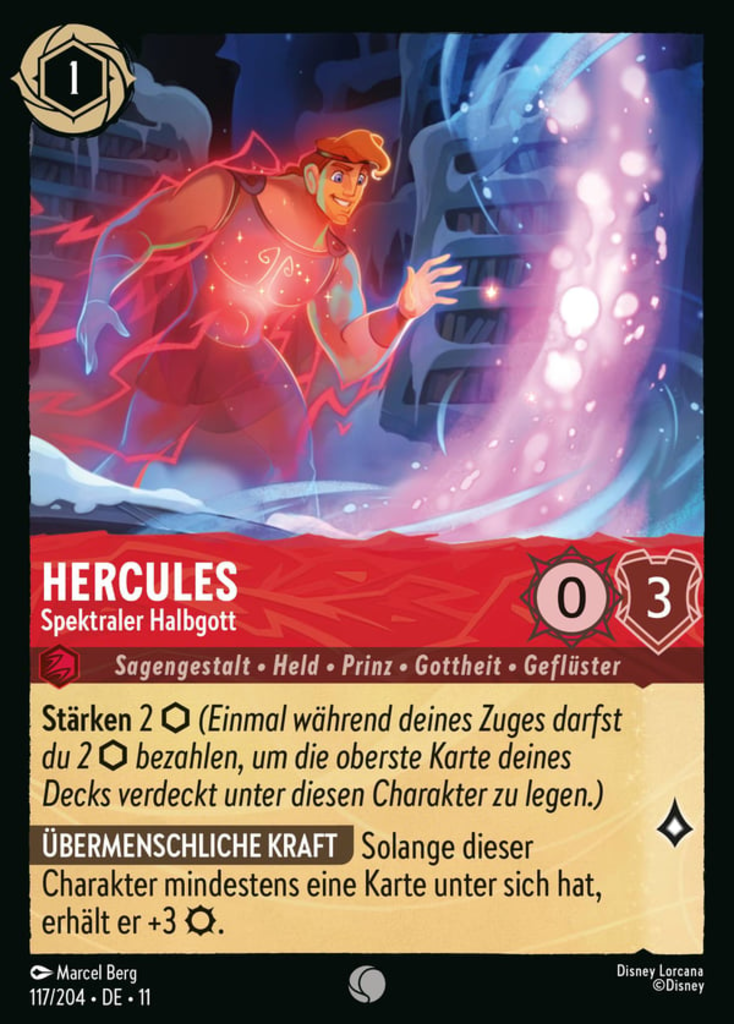 1
HERCULES
Spektraler Halbgott
0
3
Sagengestalt • Held • Prinz • Gottheit • Geflüster
Stärken 2 ⬡ (Einmal während deines Zuges darfst
du 2 ⬡ bezahlen, um die oberste Karte deines
Decks verdeckt unter diesen Charakter zu legen.)
ÜBERMENSCHLICHE KRAFT Solange dieser
Charakter mindestens eine Karte unter sich hat,
erhält er +3 ¤.
Marcel Berg
117/204 • DE • 11
Disney Lorcana
©Disney